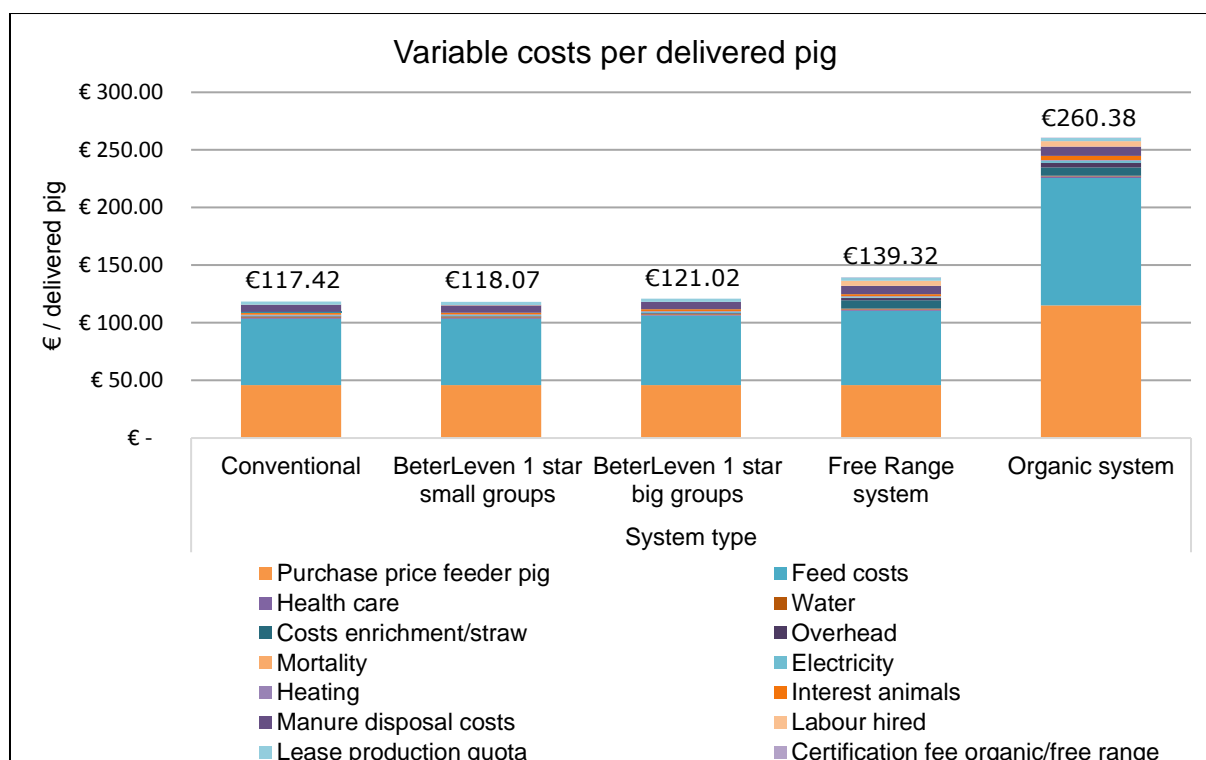 Variable costs per delivered pig
€ / delivered pig
€ 300.00
€ 250.00
€ 200.00
€ 150.00
€ 100.00
€ 50.00
€ -
€117.42
€118.07
€121.02
€139.32
€260.38
Conventional
BeterLeven 1 star
small groups
BeterLeven 1 star
big groups
Free Range
system
Organic system
System type
Purchase price feeder pig
Feed costs
Health care
Water
Costs enrichment/straw
Overhead
Mortality
Electricity
Heating
Interest animals
Manure disposal costs
Labour hired
Lease production quota
Certification fee organic/free range